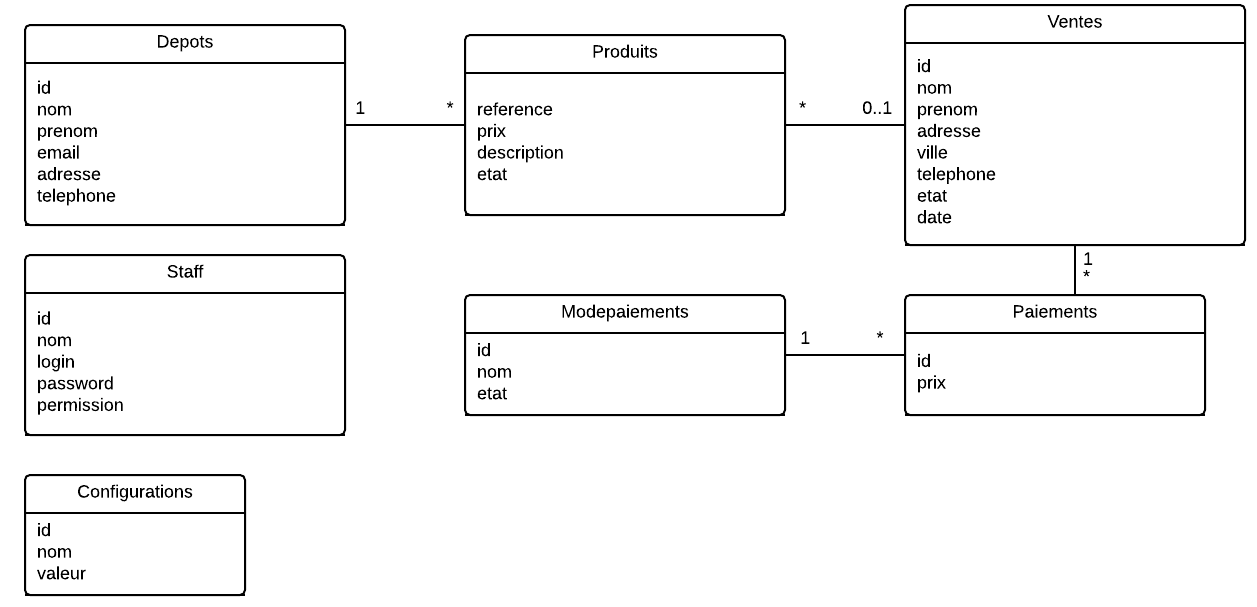 Depots
id
nom
prenom
email
adresse
telephone
1 *
Produits
reference
prix
description
etat
* 0..1
Ventes
id
nom
prenom
adresse
ville
telephone
etat
date
1
*
Staff
id
nom
login
password
permission
Modepaiements
id
nom
etat
1 *
Paiements
id
prix
Configurations
id
nom
valeur